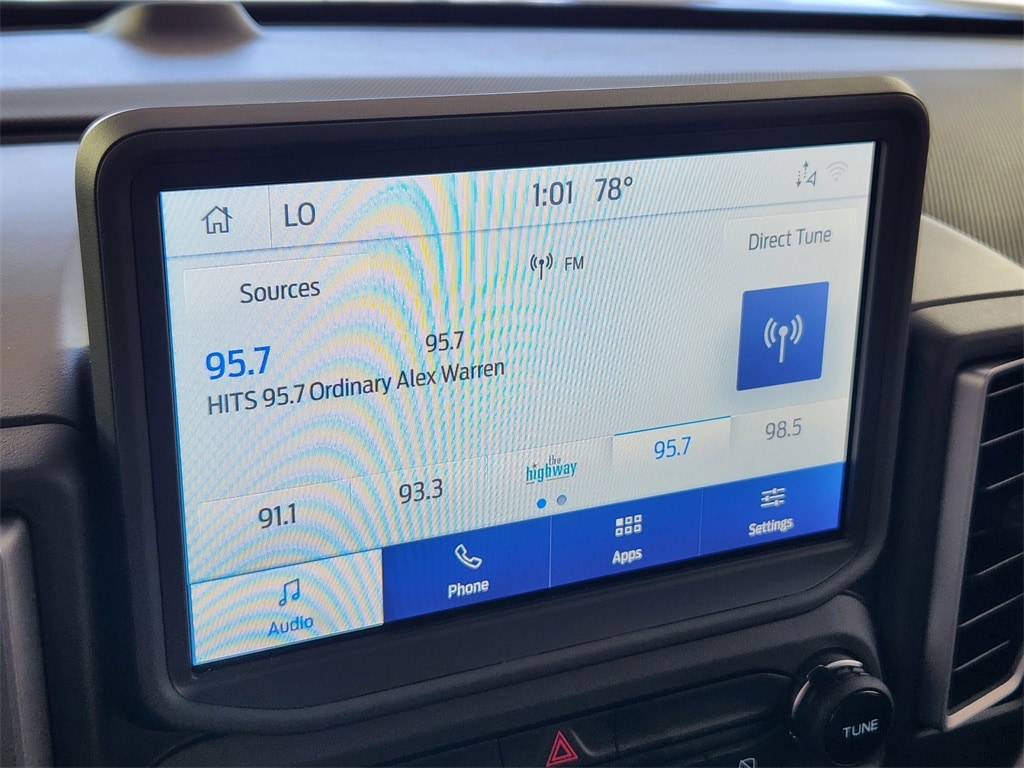 LO
1:01 78°
Direct Tune
FM
Sources
95.7
95.7
HITS 95.7 Ordinary Alex Warren
91.1
93.3
the highway
95.7
98.5
Audio
Phone
Apps
Settings
TUNE